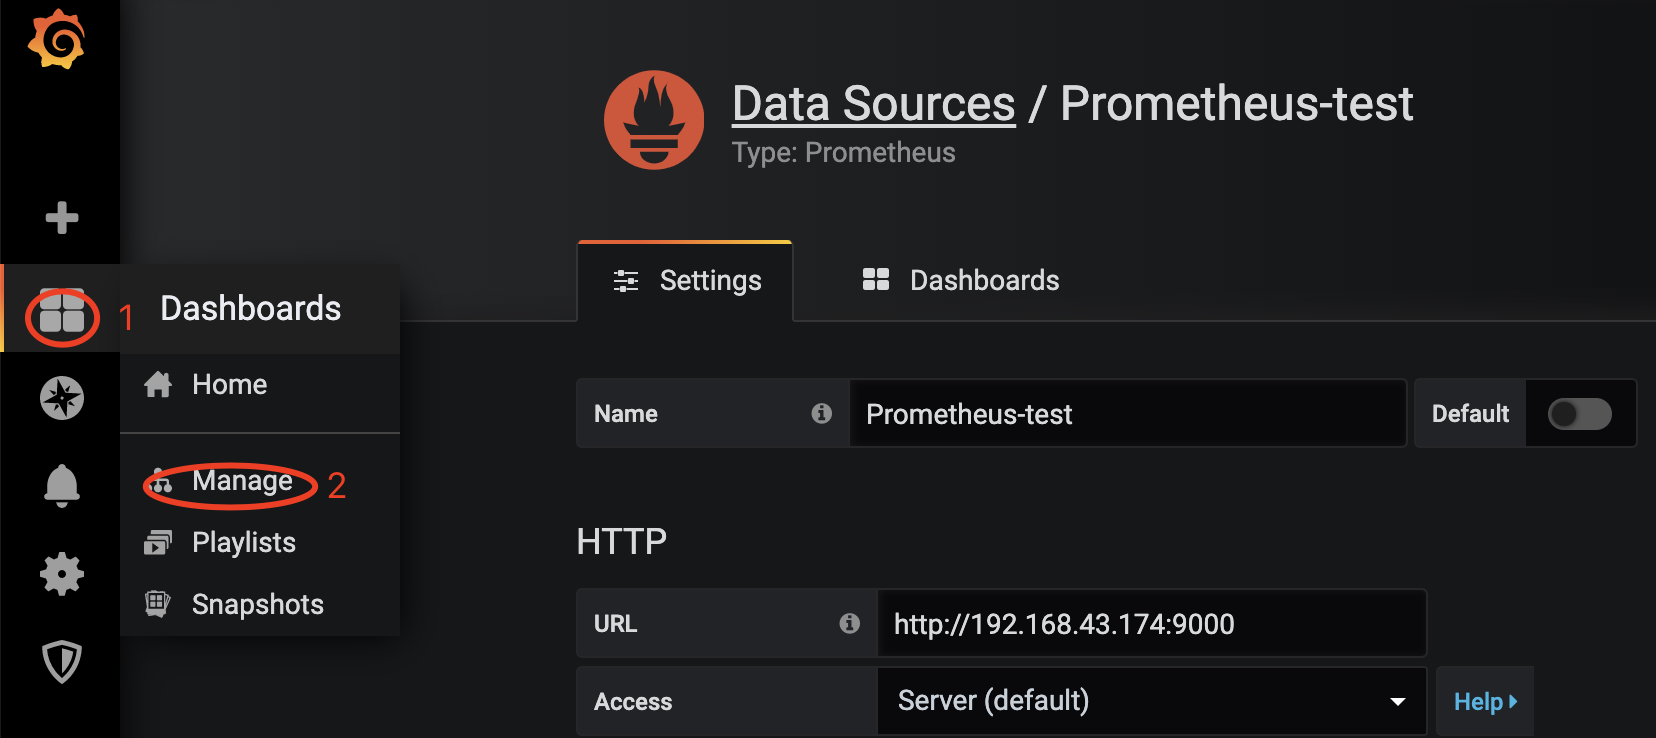 Data Sources / Prometheus-test
Type: Prometheus
Settings
Dashboards
1
Dashboards
Home
Manage
2
Playlists
Snapshots
Name
Prometheus-test
Default
HTTP
URL
http://192.168.43.174:9000
Access
Server (default)
Help